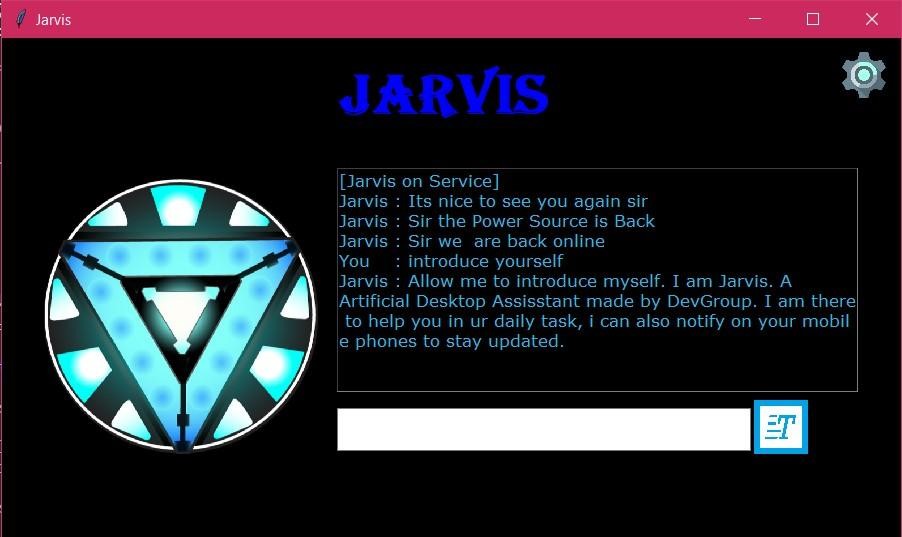 Jarvis
JARVIS
[Jarvis on Service]
Jarvis : Its nice to see you again sir
Jarvis : Sir the Power Source is Back
Jarvis : Sir we  are back online
You    : introduce yourself
Jarvis : Allow me to introduce myself. I am Jarvis. A
Artificial Desktop Assisstant made by DevGroup. I am there
 to help you in ur daily task, i can also notify on your mobil
e phones to stay updated.
T